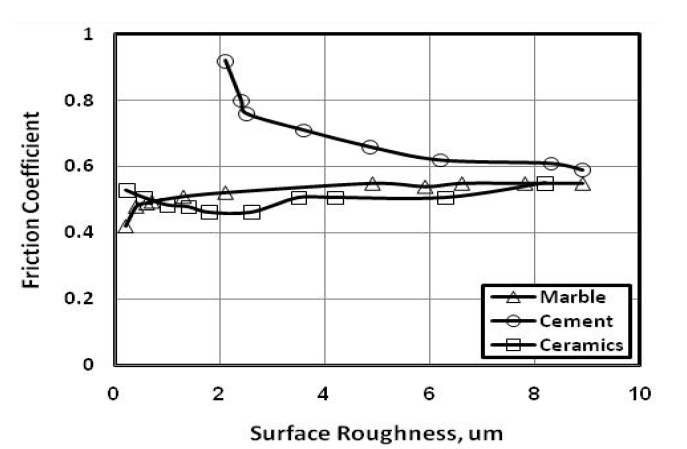 1
0.8
0.6
0.4
0.2
0
Friction Coefficient
Marble
Cement
Ceramics
0 2 4 6 8 10
Surface Roughness, um